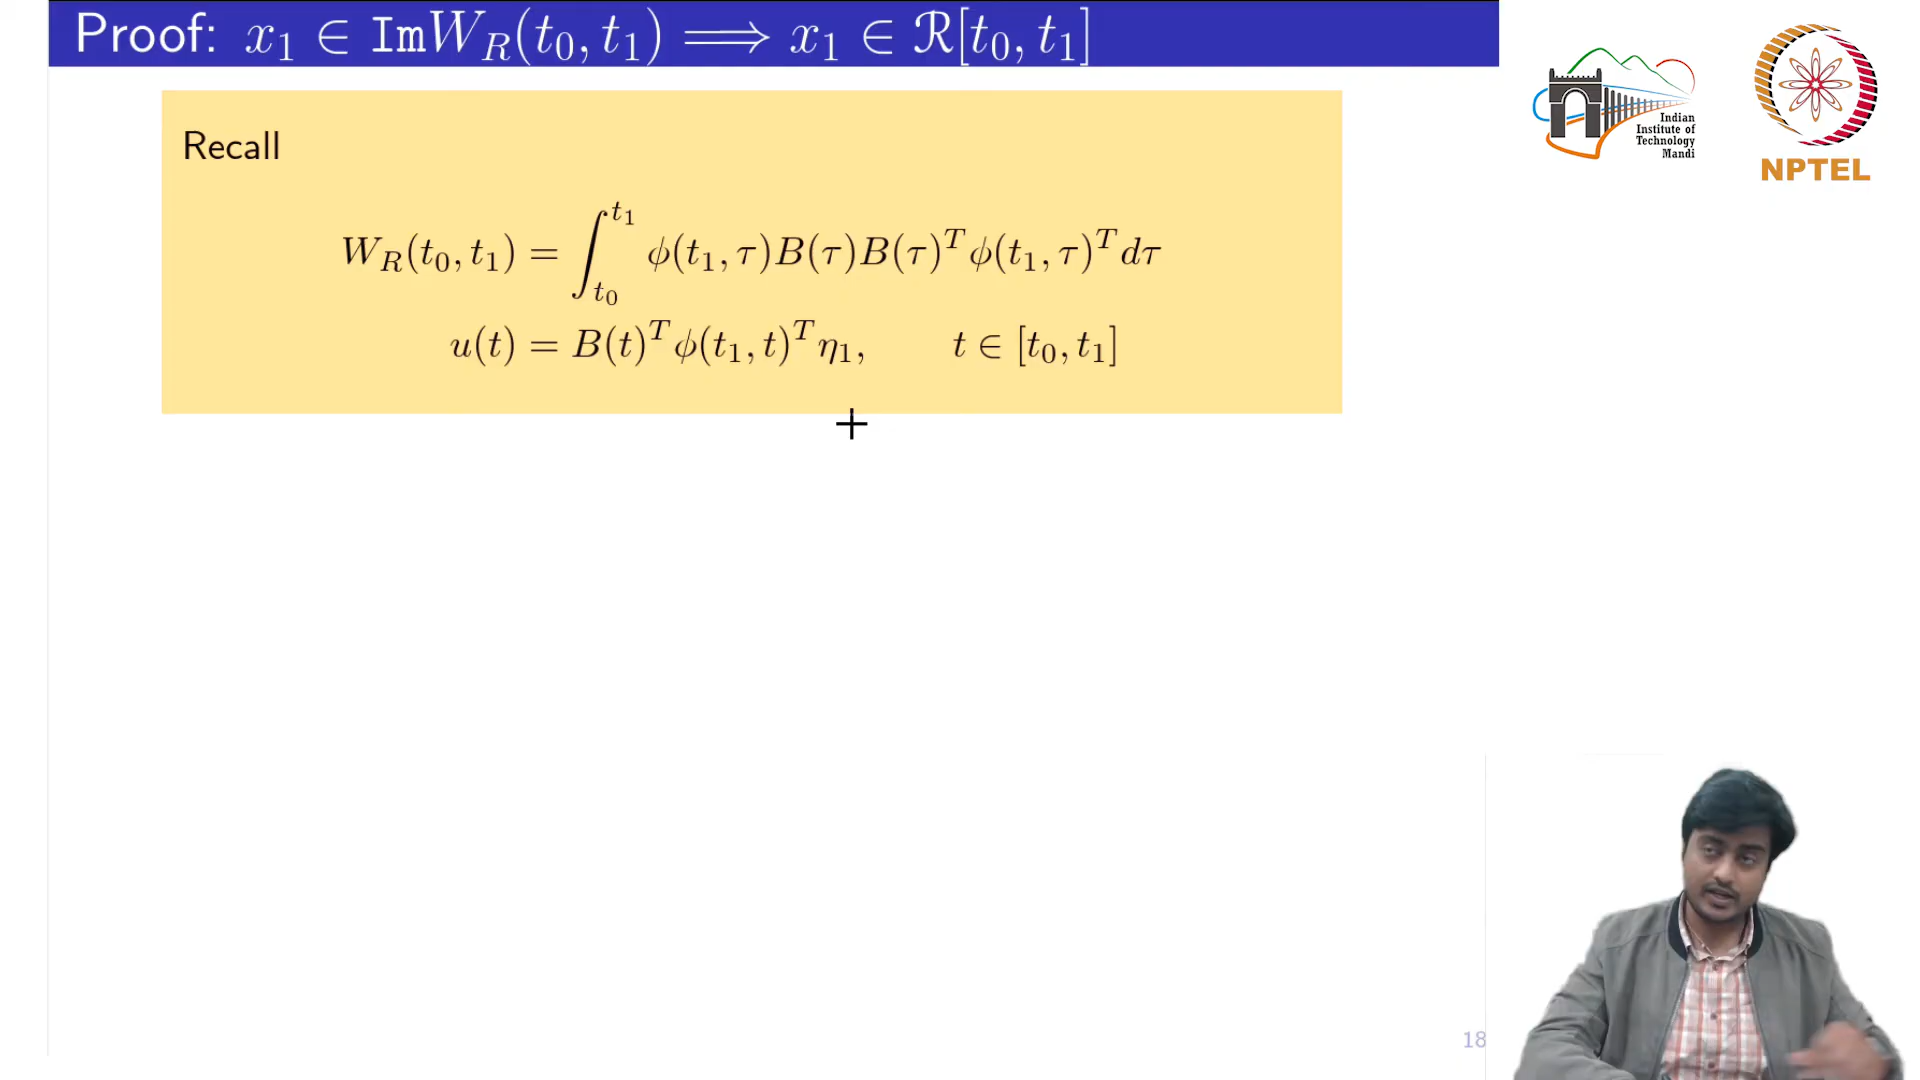 Proof: x₁ ∈ ImW_R(t₀, t₁) ⟹ x₁ ∈ ℛ[t₀, t₁]
Indian
Institute of
Technology
Mandi
NPTEL
Recall
W_R(t₀, t₁) = ∫_{t₀}^{t₁} ϕ(t₁, τ)B(τ)B(τ)^T ϕ(t₁, τ)^T dτ
u(t) = B(t)^T ϕ(t₁, t)^T η₁, t ∈ [t₀, t₁]
18